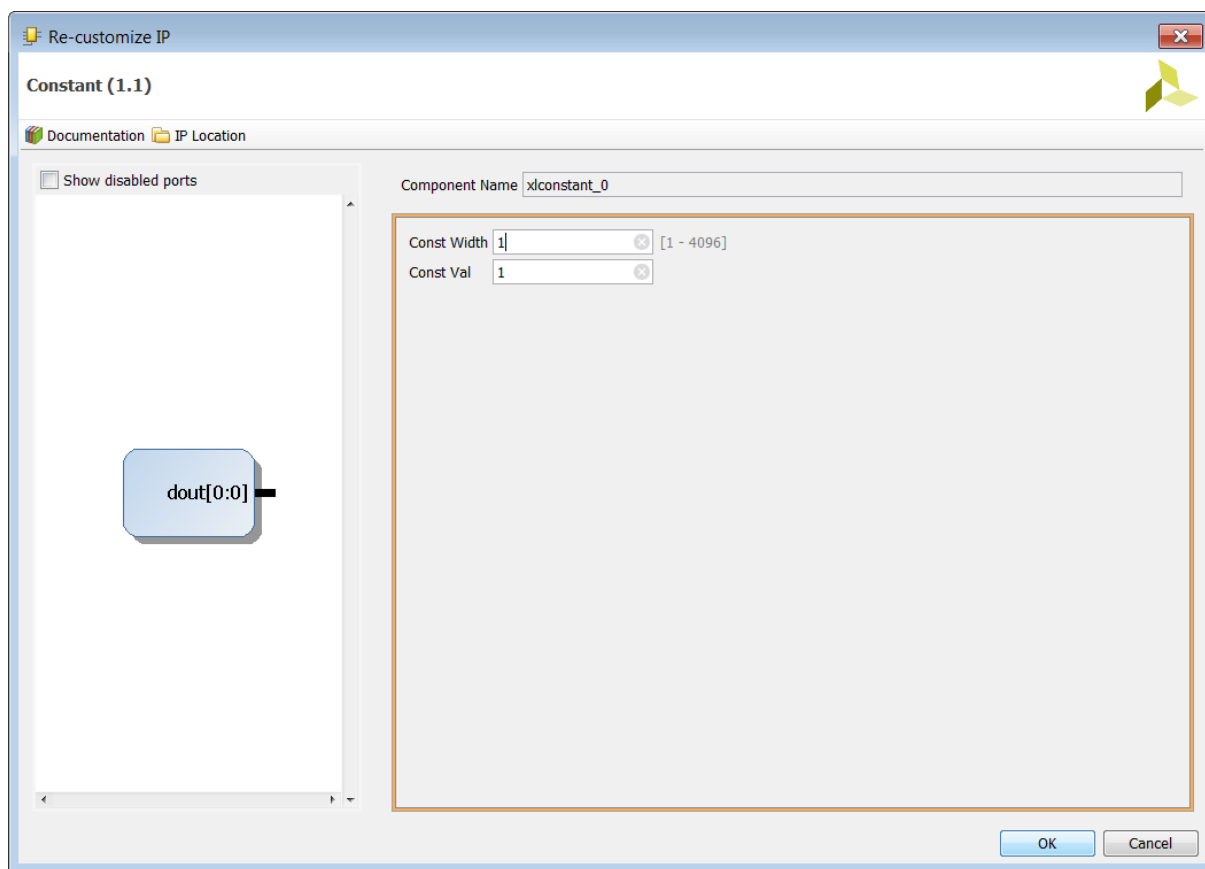 Re-customize IP
Constant (1.1)
Documentation IP Location
Show disabled ports
Component Name xlconstant_0
Const Width 1 [1 - 4096]
Const Val 1
dout[0:0]
OK Cancel